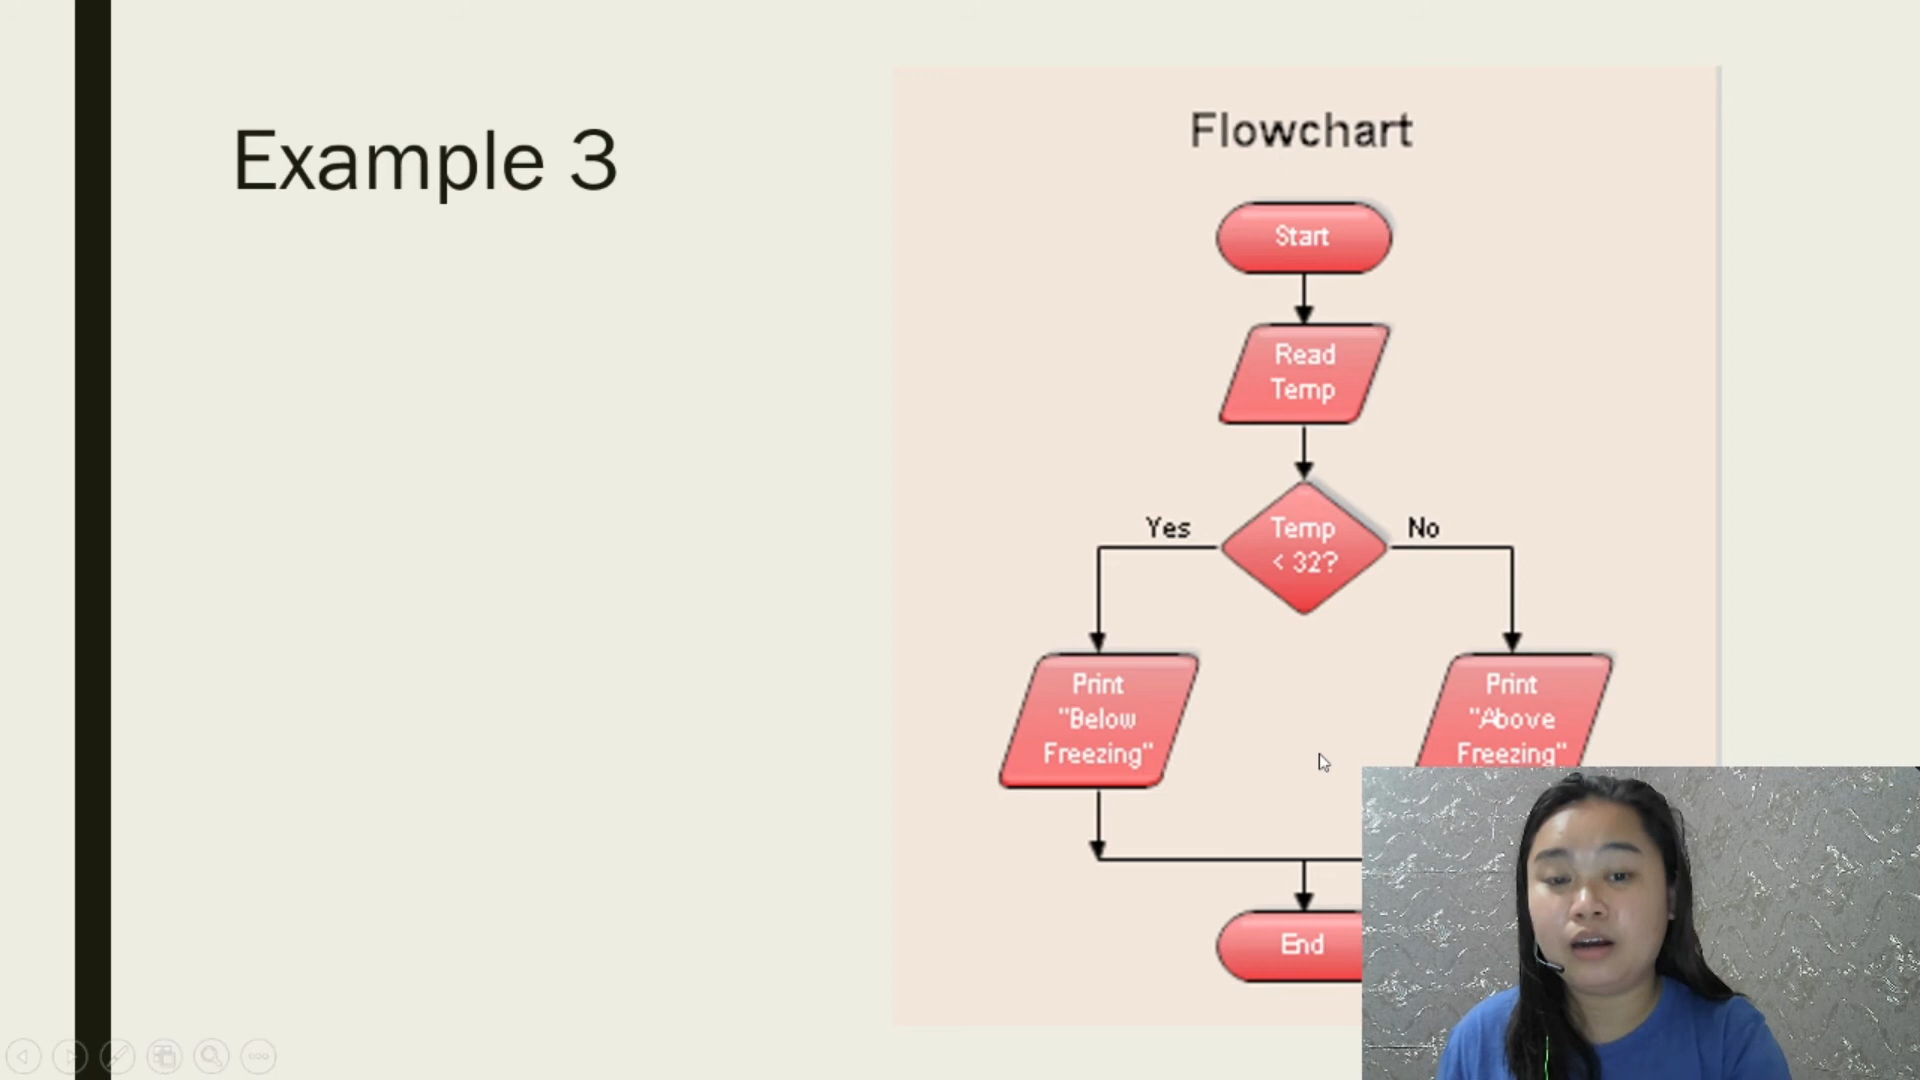 Example 3
Flowchart
Start
Read
Temp
Temp
< 32?
Yes
No
Print
"Below
Freezing"
Print
"Above
Freezing"
End